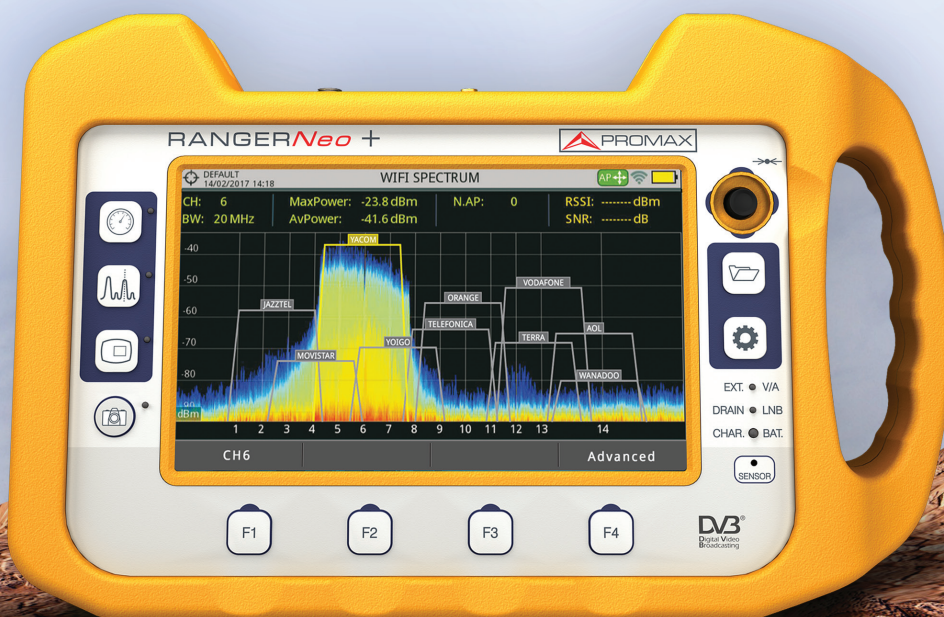 RANGERNeo +
PROMAX
DEFAULT
14/02/2017 14:18
WIFI SPECTRUM
AP
CH: 6 MaxPower: -23.8 dBm N.AP: 0 RSSI: -------- dBm
BW: 20 MHz AvPower: -41.6 dBm SNR: -------- dB
YACOM
-40
-50
VODAFONE
ORANGE
JAZZTEL
-60
TELEFONICA
AOL
-70
TERRA
YOIGO
MOVISTAR
-80
WANADOO
-90
dBm
1 2 3 4 5 6 7 8 9 10 11 12 13 14
CH6 Advanced
EXT. V/A
DRAIN LNB
CHAR. BAT.
SENSOR
F1 F2 F3 F4
DVB®
Digital Video
Broadcasting